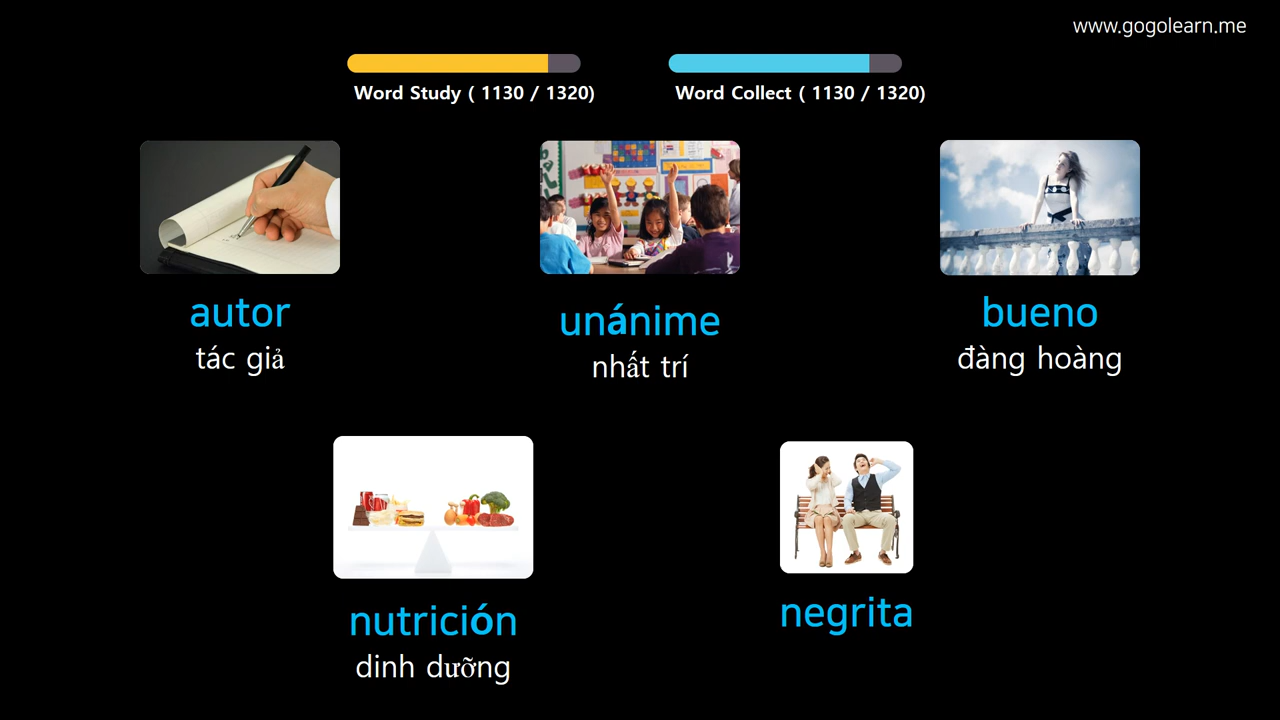 www.gogolearn.me
Word Study ( 1130 / 1320)
Word Collect ( 1130 / 1320)
autor
tác giả
unánime
nhất trí
bueno
đàng hoàng
nutrición
dinh dưỡng
negrita